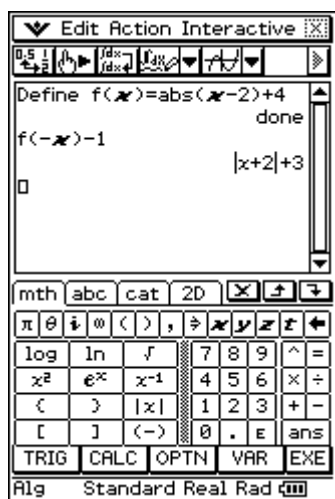 Edit Action Interactive
Define f(x)=abs(x-2)+4
done
f(-x)-1
|x+2|+3
mth abc cat 2D
π θ i ∞ ( ) , ⇒ x y z t
log ln √ 7 8 9 ^ =
x² eˣ x⁻¹ 4 5 6 × ÷
{ } |x| 1 2 3 + -
[ ] (-) 0 . E ans
TRIG CALC OPTN VAR EXE
Alg Standard Real Rad